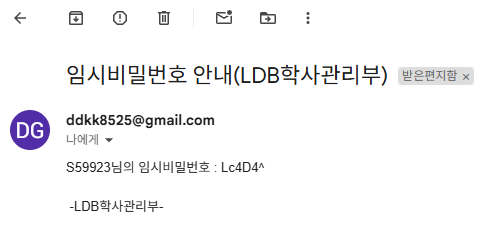 임시비밀번호 안내(LDB학사관리부) 받은편지함 ×
DG ddkk8525@gmail.com
나에게
S59923님의 임시비밀번호 : Lc4D4^
-LDB학사관리부-